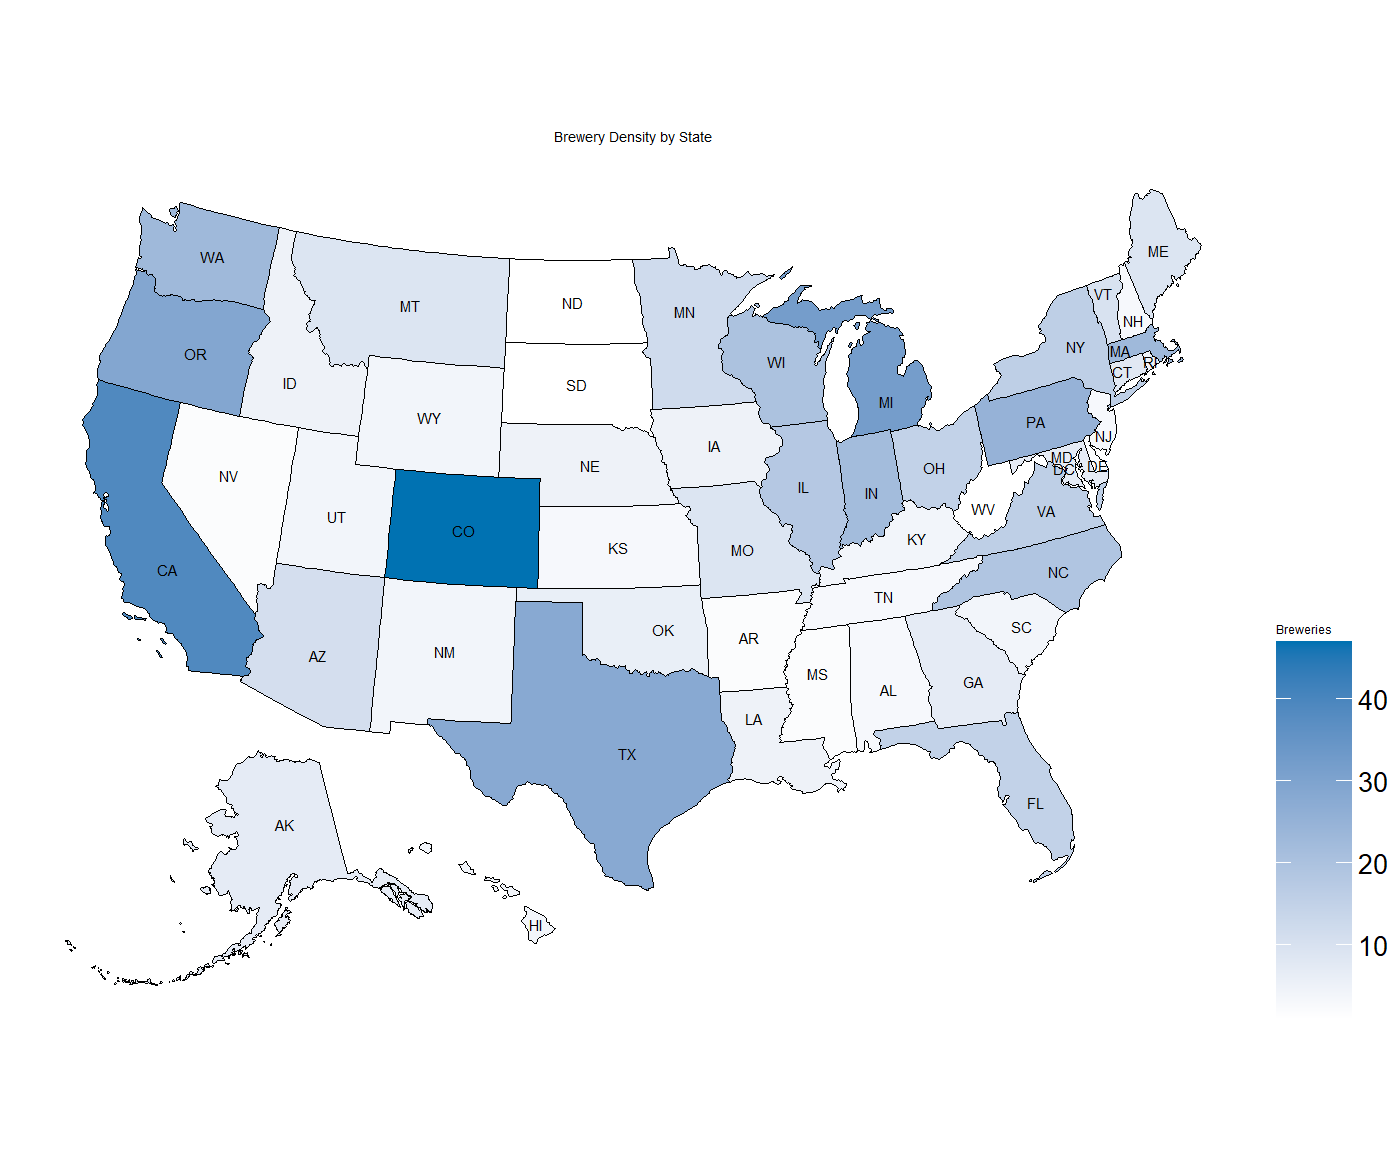 Brewery Density by State
ME
WA
VT
ND
MT
MN
NH
NY
MA
OR
WI
RI
CT
ID
SD
MI
WY
PA
NJ
IA
MD
NE
DE
OH
DC
NV
IL
IN
WV
VA
UT
CO
KY
KS
MO
CA
NC
TN
SC
OK
AR
NM
AZ
MS
GA
AL
LA
TX
FL
AK
HI
Breweries
40
30
20
10